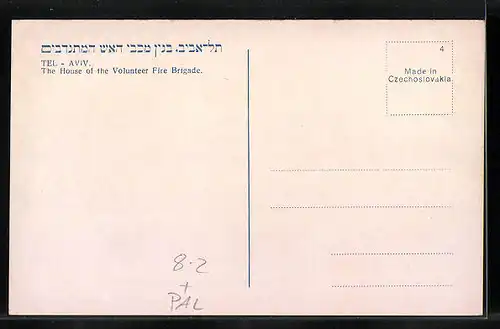 תל־אביב. בנין מכבי האש המתנדבים
TEL - AVIV.
The House of the Volunteer Fire Brigade.
4
Made in
Czechoslovakia
8.2
+
PAL